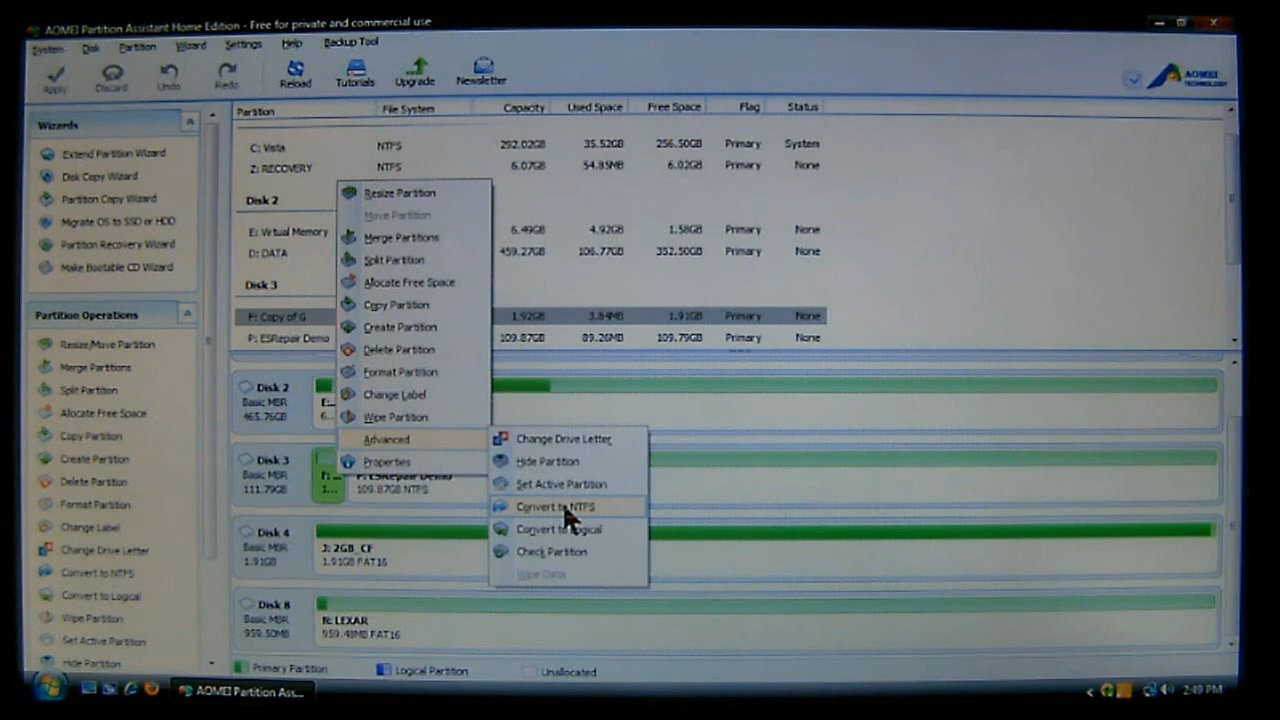 AOMEI Partition Assistant Home Edition - Free for private and commercial use
System Disk Partition Wizard Settings Help Backup Tool
Apply Discard Undo Redo Reload Tutorials Upgrade Newsletter
AOMEI
TECHNOLOGY
Wizards
Extend Partition Wizard
Disk Copy Wizard
Partition Copy Wizard
Migrate OS to SSD or HDD
Partition Recovery Wizard
Make Bootable CD Wizard
Partition Operations
Resize/Move Partition
Merge Partitions
Split Partition
Allocate Free Space
Copy Partition
Create Partition
Delete Partition
Format Partition
Change Label
Change Drive Letter
Convert to NTFS
Convert to Logical
Wipe Partition
Set Active Partition
Hide Partition
Partition File System Capacity Used Space Free Space Flag Status
C: Vista NTFS 292.02GB 35.52GB 256.50GB Primary System
Z: RECOVERY NTFS 6.07GB 54.85MB 6.02GB Primary None
Disk 2
E: Virtual Memory 6.49GB 4.92GB 1.58GB Primary None
D: DATA 459.27GB 106.77GB 352.50GB Primary None
Disk 3
F: Copy of G 1.92GB 3.84MB 1.91GB Primary None
P: ESRepair Demo 109.87GB 89.26MB 109.79GB Primary None
Resize Partition
Move Partition
Merge Partitions
Split Partition
Allocate Free Space
Copy Partition
Create Partition
Delete Partition
Format Partition
Change Label
Wipe Partition
Advanced
Properties
Change Drive Letter
Hide Partition
Set Active Partition
Convert to NTFS
Convert to Logical
Check Partition
Wipe Data
Disk 2
Basic MBR
465.76GB
E:...
6...
Disk 3
Basic MBR
111.79GB
F: ...
1...
P: ESRepair Demo
109.87GB NTFS
Disk 4
Basic MBR
1.91GB
J: 2GB_CF
1.91GB FAT16
Disk 8
Basic MBR
959.50MB
N: LEXAR
959.48MB FAT16
Primary Partition Logical Partition Unallocated
AOMEI Partition Ass...
2:49 PM